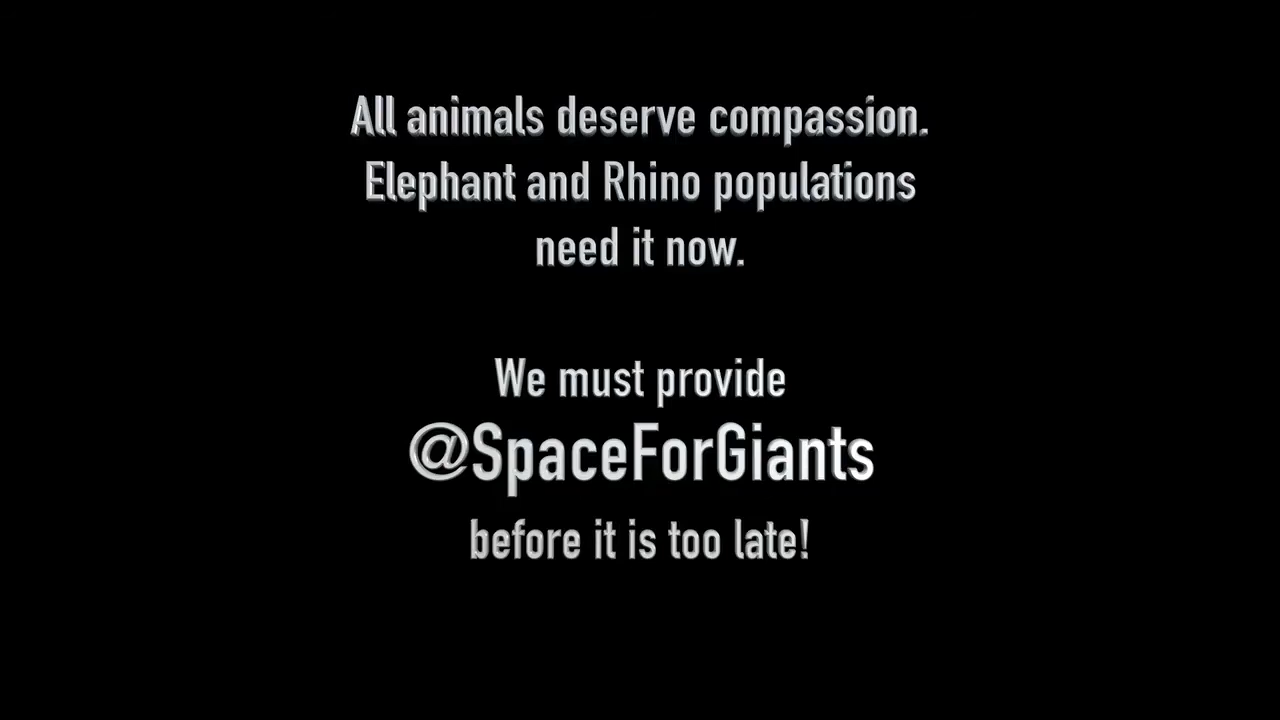 All animals deserve compassion.
Elephant and Rhino populations
need it now.
We must provide
@SpaceForGiants
before it is too late!